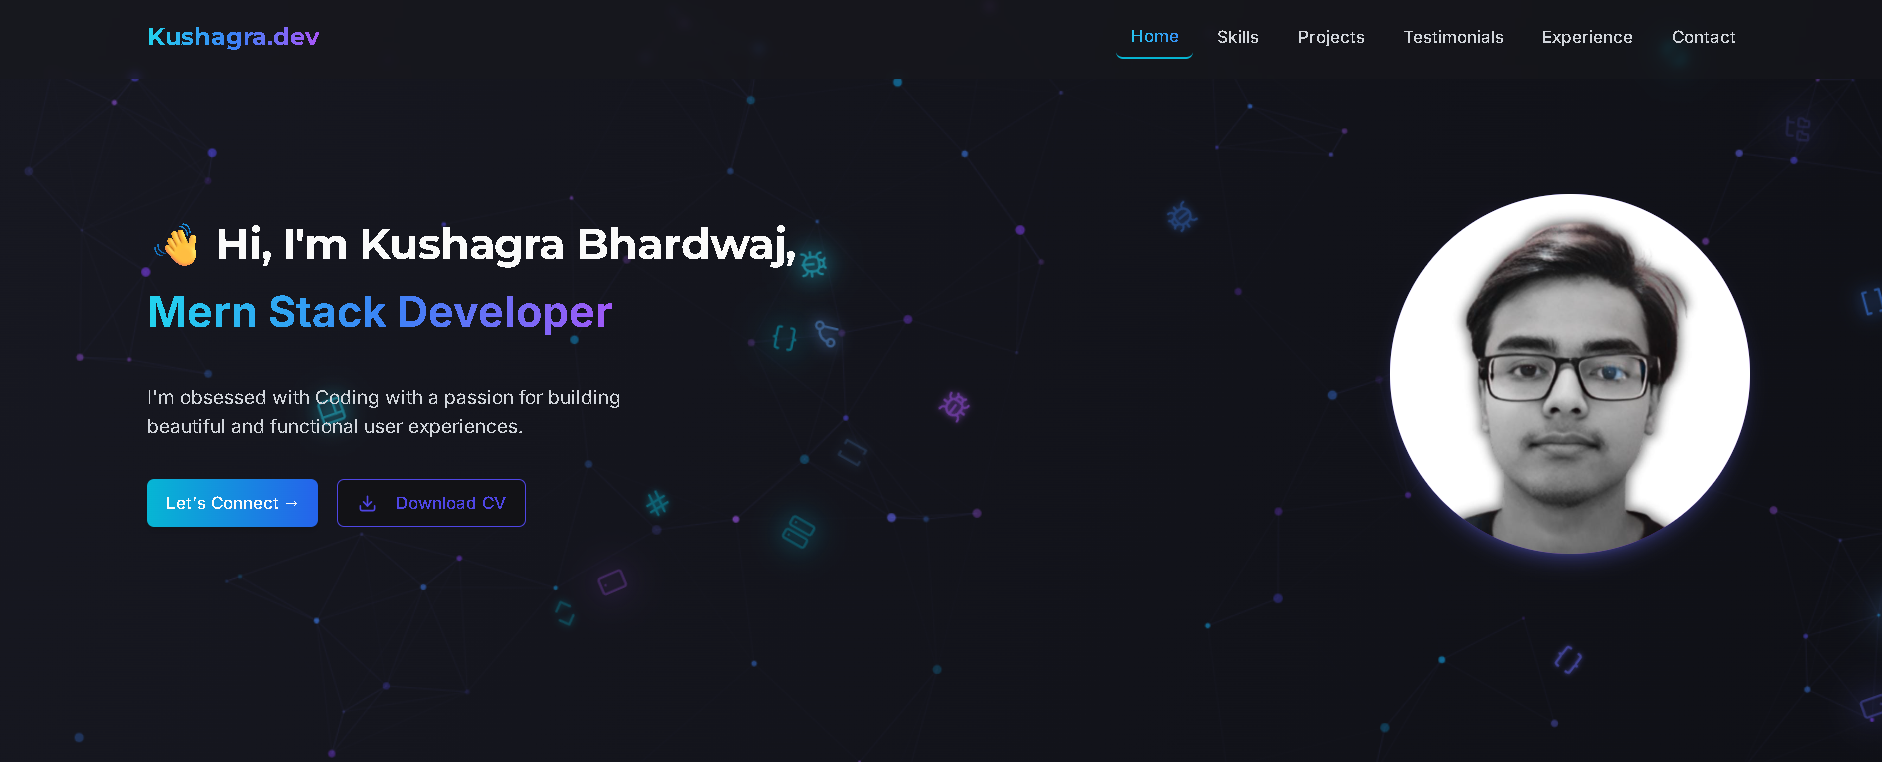 Kushagra.dev
Home
Skills
Projects
Testimonials
Experience
Contact
👋 Hi, I'm Kushagra Bhardwaj,
Mern Stack Developer
I'm obsessed with Coding with a passion for building
beautiful and functional user experiences.
Let's Connect →
Download CV